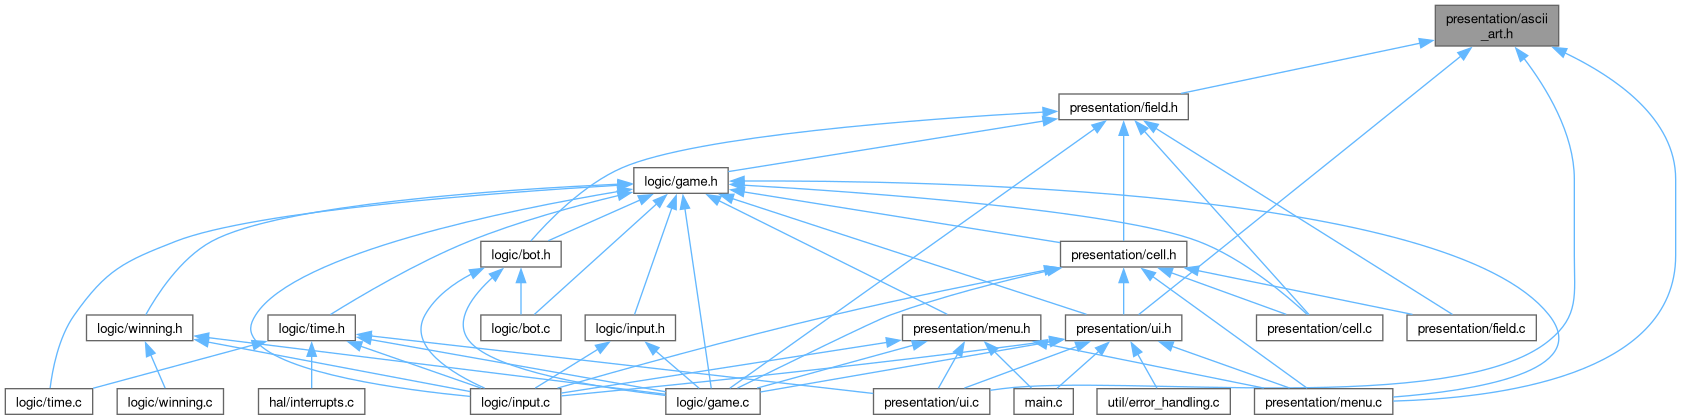 presentation/ascii
_art.h
presentation/field.h
logic/game.h
logic/bot.h
presentation/cell.h
logic/winning.h
logic/time.h
logic/bot.c
logic/input.h
presentation/menu.h
presentation/ui.h
presentation/cell.c
presentation/field.c
logic/time.c
logic/winning.c
hal/interrupts.c
logic/input.c
logic/game.c
presentation/ui.c
main.c
util/error_handling.c
presentation/menu.c